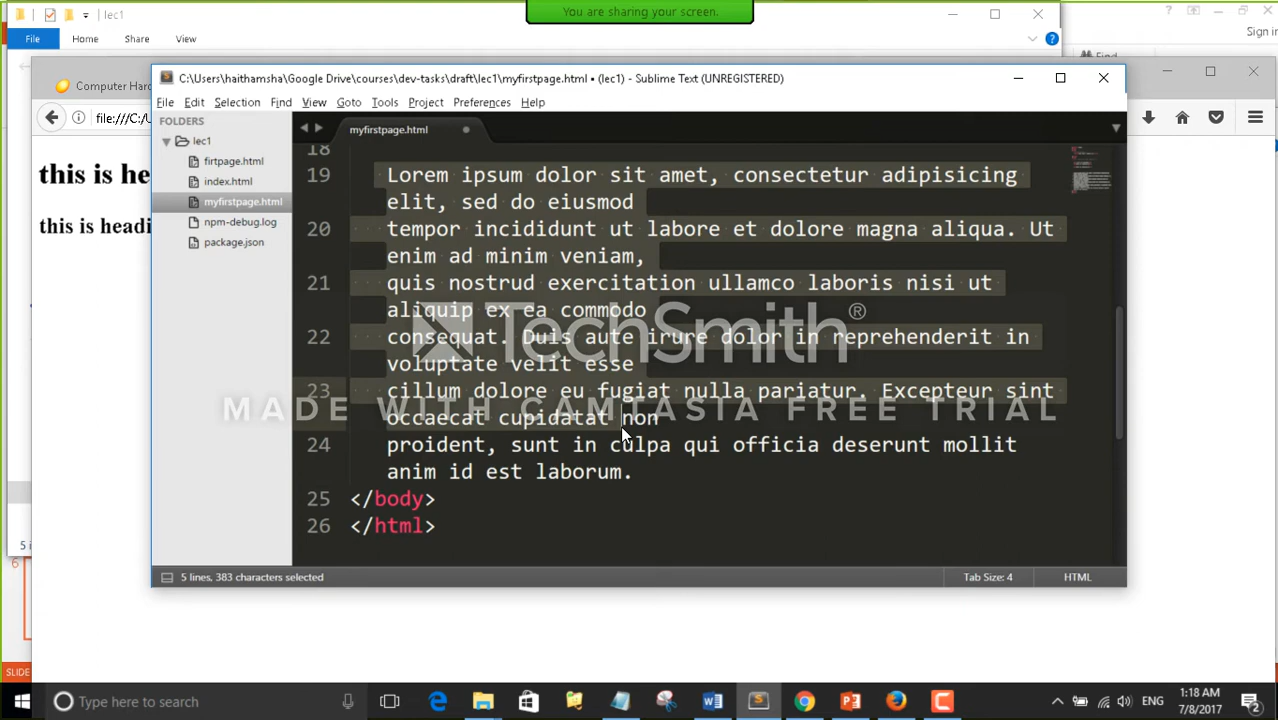 You are sharing your screen.
lec1
File Home Share View
Sign in
Find
Computer Hard
file:///C:/U
C:\Users\haithamsha\Google Drive\courses\dev-tasks\draft\lec1\myfirstpage.html • (lec1) - Sublime Text (UNREGISTERED)
File Edit Selection Find View Goto Tools Project Preferences Help
FOLDERS
lec1
firtpage.html
index.html
myfirstpage.html
npm-debug.log
package.json
myfirstpage.html
this is he
this is headi
18
19 Lorem ipsum dolor sit amet, consectetur adipisicing
elit, sed do eiusmod
20 tempor incididunt ut labore et dolore magna aliqua. Ut
enim ad minim veniam,
21 quis nostrud exercitation ullamco laboris nisi ut
aliquip ex ea commodo
22 consequat. Duis aute irure dolor in reprehenderit in
voluptate velit esse
23 cillum dolore eu fugiat nulla pariatur. Excepteur sint
occaecat cupidatat non
24 proident, sunt in culpa qui officia deserunt mollit
anim id est laborum.
25 </body>
26 </html>
TechSmith®
MADE WITH CAMTASIA FREE TRIAL
5 lines, 383 characters selected
Tab Size: 4 HTML
5 i
6
SLIDE
Type here to search
ENG
1:18 AM
7/8/2017
2